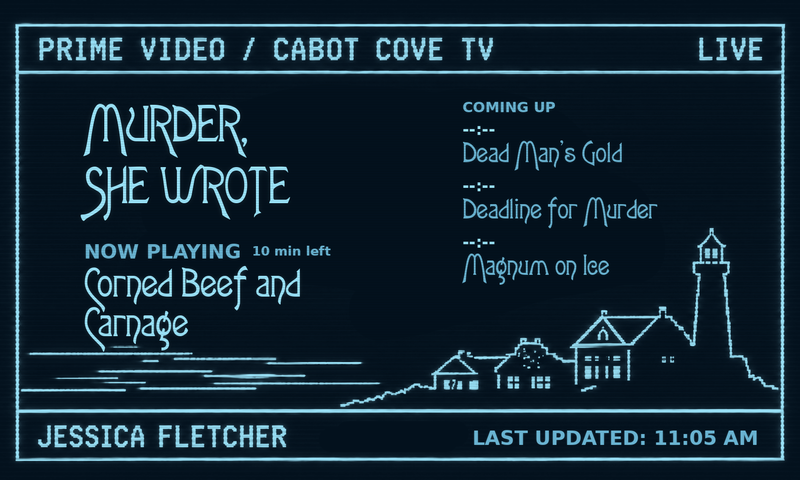 PRIME VIDEO / CABOT COVE TV
LIVE
MURDER,
SHE WROTE
NOW PLAYING 10 min left
Corned Beef and
Carnage
COMING UP
--:--
Dead Man's Gold
--:--
Deadline for Murder
--:--
Magnum on Ice
JESSICA FLETCHER
LAST UPDATED: 11:05 AM